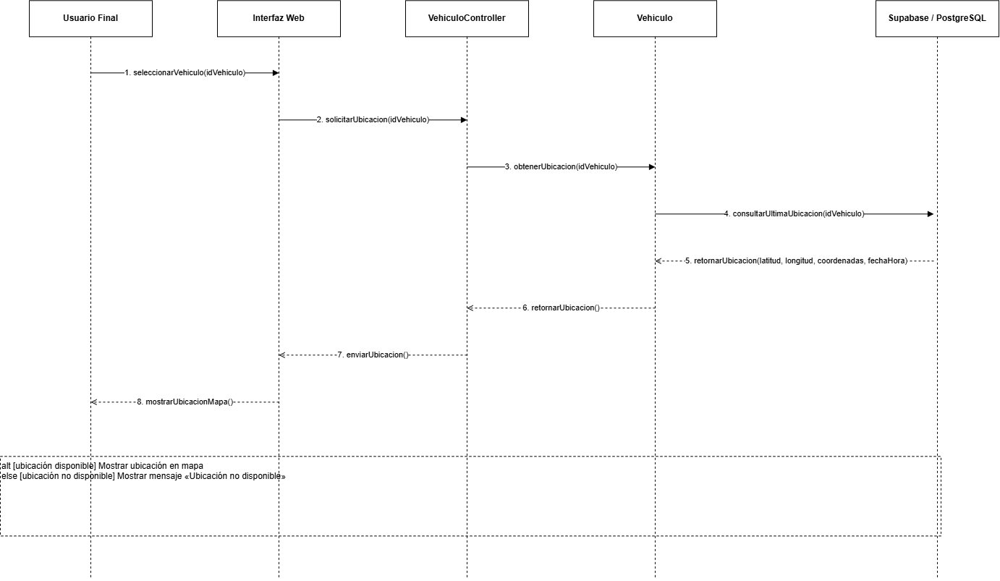 Usuario Final
Interfaz Web
VehiculoController
Vehiculo
Supabase / PostgreSQL
1. seleccionarVehiculo(idVehiculo)
2. solicitarUbicacion(idVehiculo)
3. obtenerUbicacion(idVehiculo)
4. consultarUltimaUbicacion(idVehiculo)
5. retornarUbicacion(latitud, longitud, coordenadas, fechaHora)
6. retornarUbicacion()
7. enviarUbicacion()
8. mostrarUbicacionMapa()
alt [ubicación disponible] Mostrar ubicación en mapa
else [ubicación no disponible] Mostrar mensaje «Ubicación no disponible»